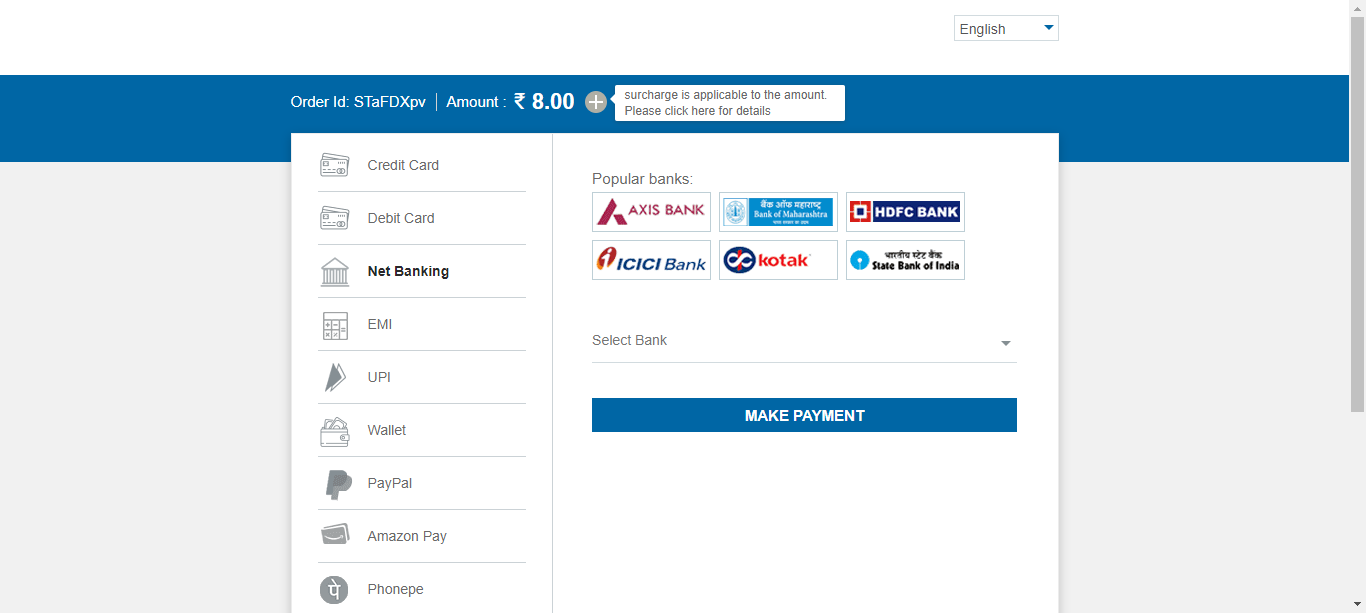 English
Order Id: STaFDXpv
Amount : ₹ 8.00
surcharge is applicable to the amount.
Please click here for details
Credit Card
Debit Card
Net Banking
EMI
UPI
Wallet
PayPal
Amazon Pay
Phonepe
Popular banks:
AXIS BANK
बैंक ऑफ महाराष्ट्र
Bank of Maharashtra
HDFC BANK
ICICI Bank
kotak
भारतीय स्टेट बैंक
State Bank of India
Select Bank
MAKE PAYMENT